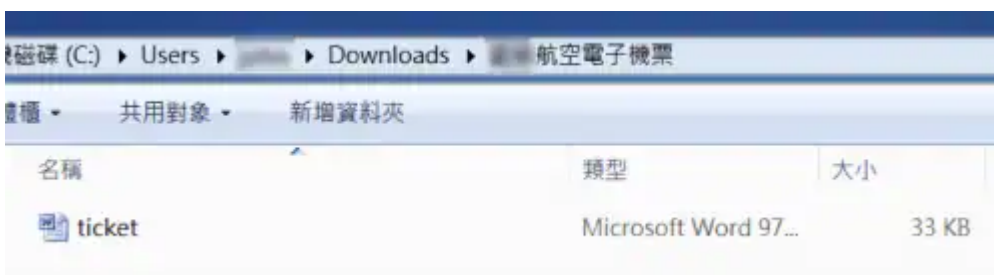 磁碟 (C:) ▸ Users ▸ ▸ Downloads ▸ 航空電子機票
櫃 ▾ 共用對象 ▾ 新增資料夾
名稱 類型 大小
ticket Microsoft Word 97... 33 KB